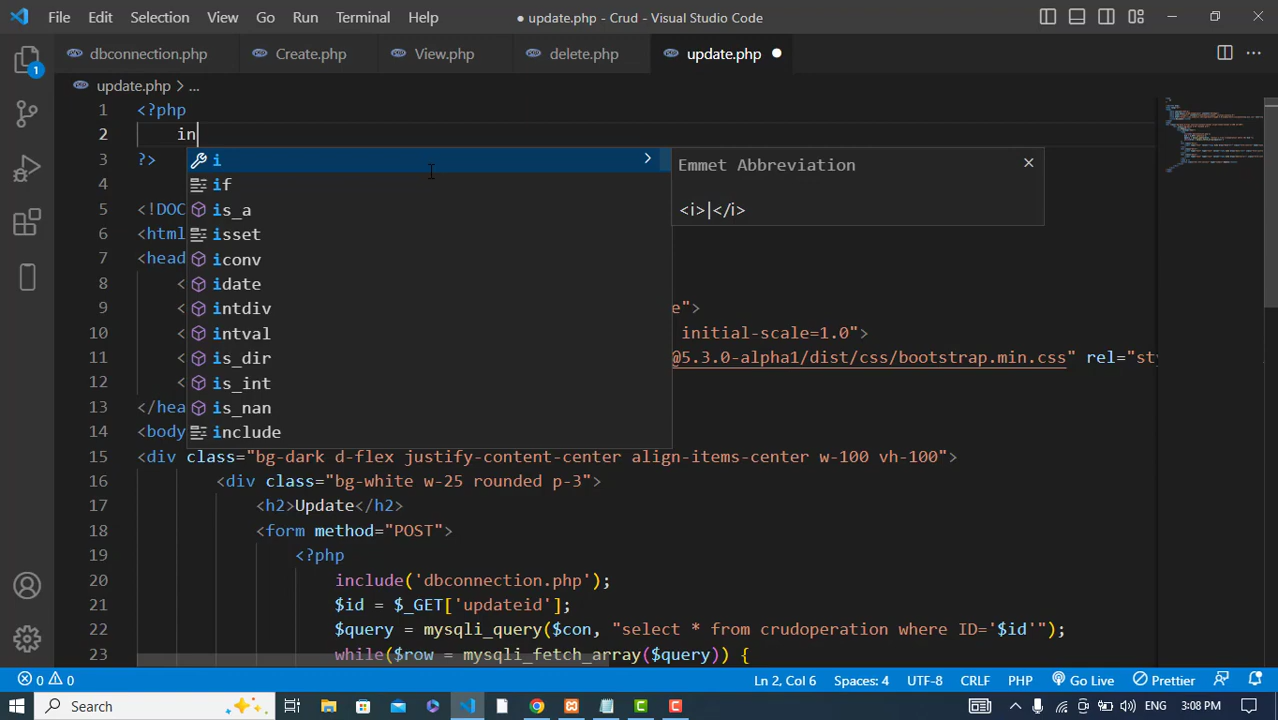 File Edit Selection View Go Run Terminal Help ● update.php - Crud - Visual Studio Code
dbconnection.php Create.php View.php delete.php update.php
1
update.php > ...
1 <?php
2 in
3 ?>
4
5 <!DOC
6 <html
7 <head
8 <
9 < e">
10 < initial-scale=1.0">
11 < @5.3.0-alpha1/dist/css/bootstrap.min.css" rel="sty
12 <
13 </hea
14 <body
15 <div class="bg-dark d-flex justify-content-center align-items-center w-100 vh-100">
16 <div class="bg-white w-25 rounded p-3">
17 <h2>Update</h2>
18 <form method="POST">
19 <?php
20 include('dbconnection.php');
21 $id = $_GET['updateid'];
22 $query = mysqli_query($con, "select * from crudoperation where ID='$id'");
23 while($row = mysqli_fetch_array($query)) {
i
if
is_a
isset
iconv
idate
intdiv
intval
is_dir
is_int
is_nan
include
Emmet Abbreviation
<i>|</i>
0 0 Ln 2, Col 6 Spaces: 4 UTF-8 CRLF PHP Go Live Prettier
Search ENG 3:08 PM